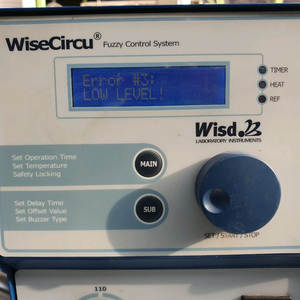 WiseCircu® Fuzzy Control System
Error #3:
LOW LEVEL!
TIMER
HEAT
REF
Wisd
LABORATORY INSTRUMENTS
Set Operation Time
Set Temperature
Safety Locking
MAIN
Set Delay Time
Set Offset Value
Set Buzzer Type
SUB
SET / START / STOP
110